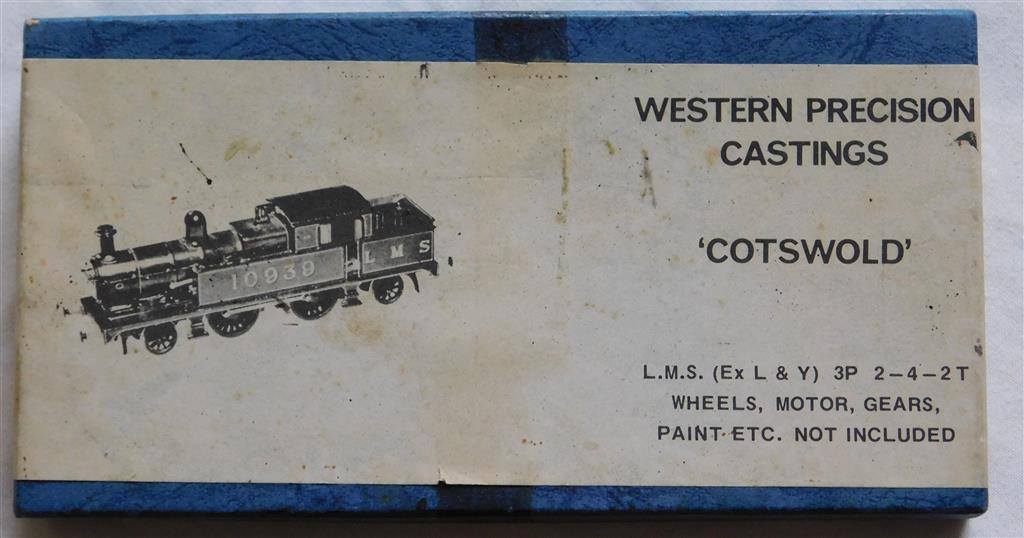 WESTERN PRECISION
CASTINGS
'COTSWOLD'
10939
L M S
L.M.S. (Ex L & Y) 3P 2–4–2T
WHEELS, MOTOR, GEARS,
PAINT ETC. NOT INCLUDED